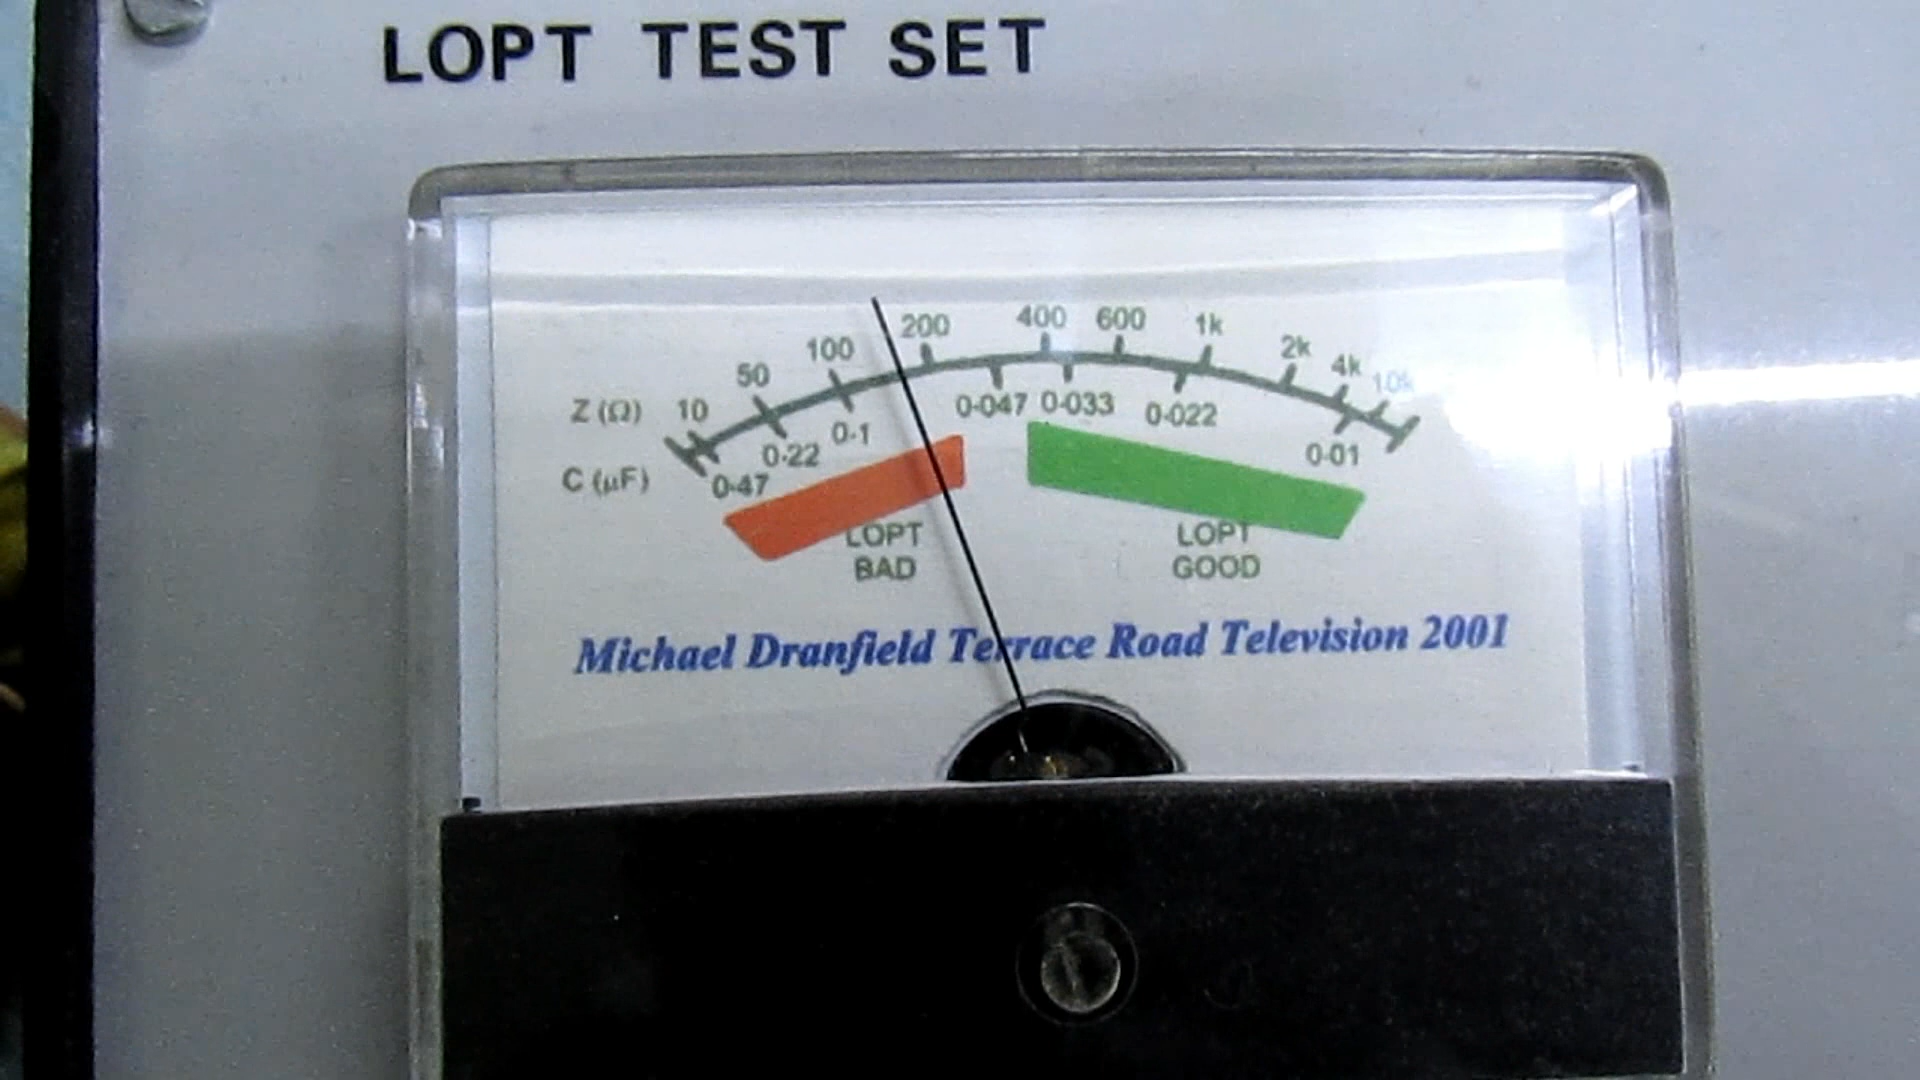 LOPT TEST SET
200 400 600 1k
100 2k
50 4k
Z (Ω) 10 10k
0·047 0·033 0·022
0·1
0·22 0·01
C (µF) 0·47
LOPT LOPT
BAD GOOD
Michael Dranfield Terrace Road Television 2001